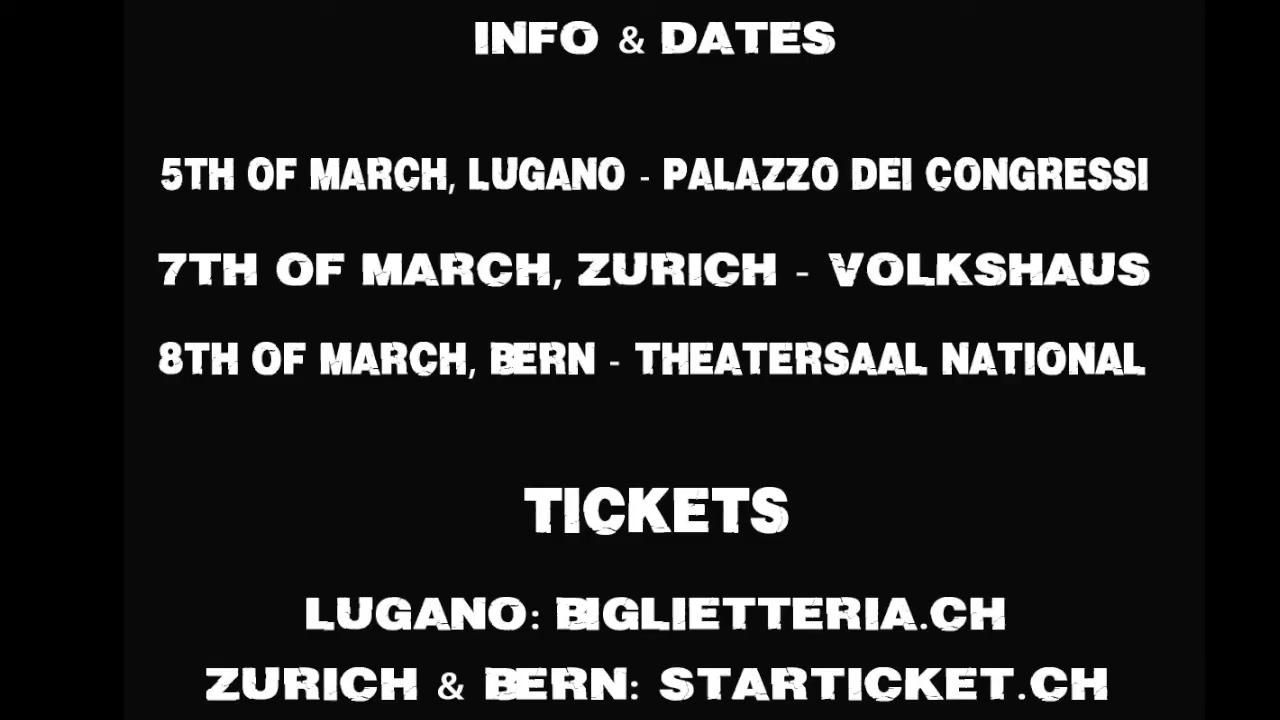 INFO & DATES
5TH OF MARCH, LUGANO - PALAZZO DEI CONGRESSI
7TH OF MARCH, ZURICH - VOLKSHAUS
8TH OF MARCH, BERN - THEATERSAAL NATIONAL
TICKETS
LUGANO: BIGLIETTERIA.CH
ZURICH & BERN: STARTICKET.CH